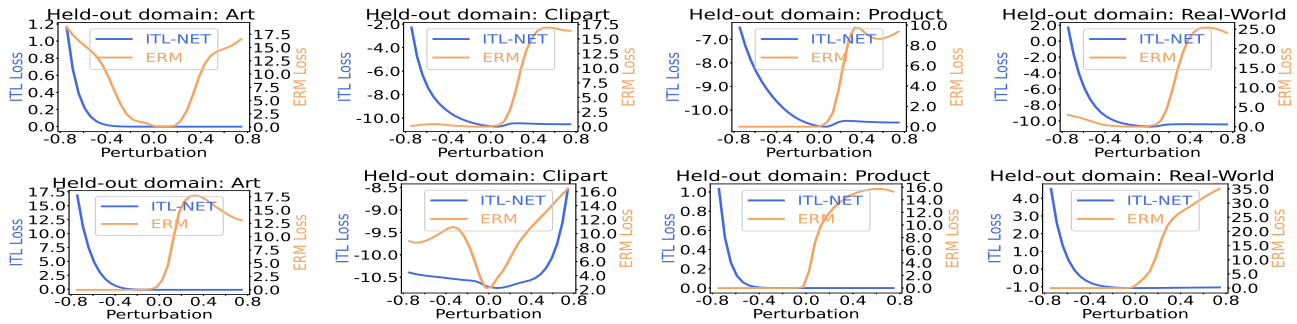 Held-out domain: Art
1.2
1.0
0.8
0.6
0.4
0.2
0.0
ITL Loss
ITL-NET
ERM
17.5
15.0
12.5
10.0
7.5
5.0
2.5
0.0
ERM Loss
-0.8 -0.4 0.0 0.4 0.8
Perturbation
Held-out domain: Clipart
-2.0
-4.0
-6.0
-8.0
-10.0
ITL Loss
ITL-NET
ERM
17.5
15.0
12.5
10.0
7.5
5.0
2.5
0.0
ERM Loss
-0.8 -0.4 0.0 0.4 0.8
Perturbation
Held-out domain: Product
-7.0
-8.0
-9.0
-10.0
ITL Loss
ITL-NET
ERM
10.0
8.0
6.0
4.0
2.0
0.0
ERM Loss
-0.8 -0.4 0.0 0.4 0.8
Perturbation
Held-out domain: Real-World
2.0
0.0
-2.0
-4.0
-6.0
-8.0
-10.0
ITL Loss
ITL-NET
ERM
25.0
20.0
15.0
10.0
5.0
0.0
ERM Loss
-0.8 -0.4 0.0 0.4 0.8
Perturbation
Held-out domain: Art
17.5
15.0
12.5
10.0
7.5
5.0
2.5
0.0
ITL Loss
ITL-NET
ERM
17.5
15.0
12.5
10.0
7.5
5.0
2.5
0.0
ERM Loss
-0.8 -0.4 0.0 0.4 0.8
Perturbation
Held-out domain: Clipart
-8.5
-9.0
-9.5
-10.0
-10.5
ITL Loss
ITL-NET
ERM
16.0
14.0
12.0
10.0
8.0
6.0
4.0
2.0
ERM Loss
-0.8 -0.4 0.0 0.4 0.8
Perturbation
Held-out domain: Product
1.0
0.8
0.6
0.4
0.2
0.0
ITL Loss
ITL-NET
ERM
16.0
14.0
12.0
10.0
8.0
6.0
4.0
2.0
0.0
ERM Loss
-0.8 -0.4 0.0 0.4 0.8
Perturbation
Held-out domain: Real-World
4.0
3.0
2.0
1.0
0.0
-1.0
ITL Loss
ITL-NET
ERM
35.0
30.0
25.0
20.0
15.0
10.0
5.0
0.0
ERM Loss
-0.8 -0.4 0.0 0.4 0.8
Perturbation